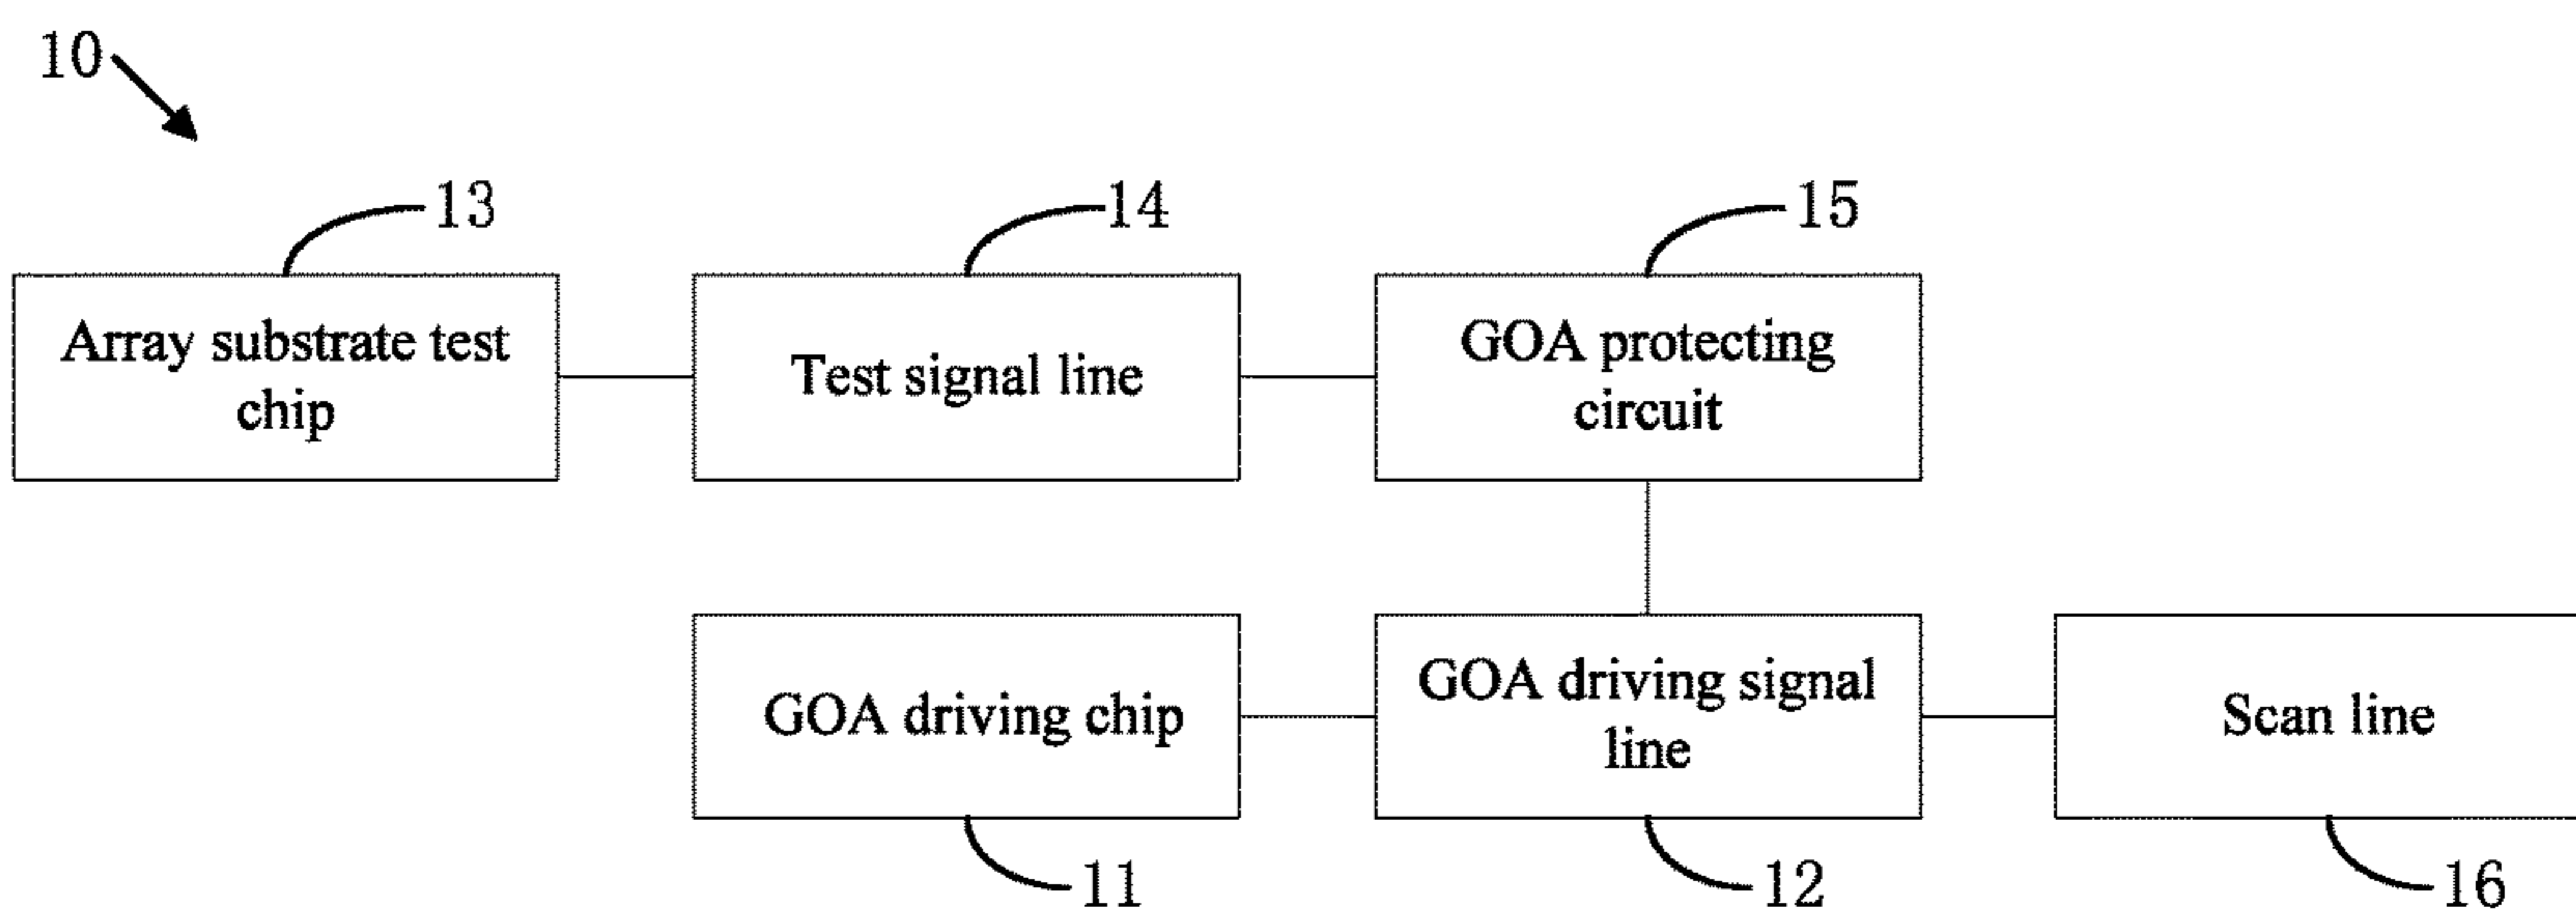 10
13
14
15
Array substrate test
chip
Test signal line
GOA protecting
circuit
GOA driving chip
GOA driving signal
line
Scan line
11
12
16